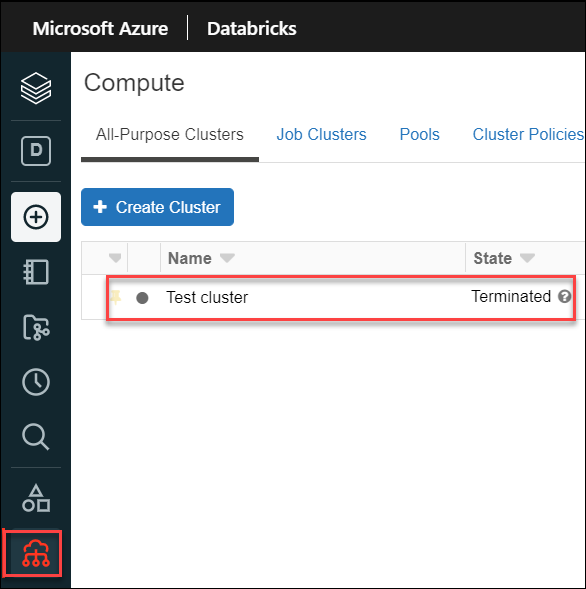 Microsoft Azure Databricks
Compute
D
All-Purpose Clusters Job Clusters Pools Cluster Policies
+ Create Cluster
Name State
Test cluster Terminated ?